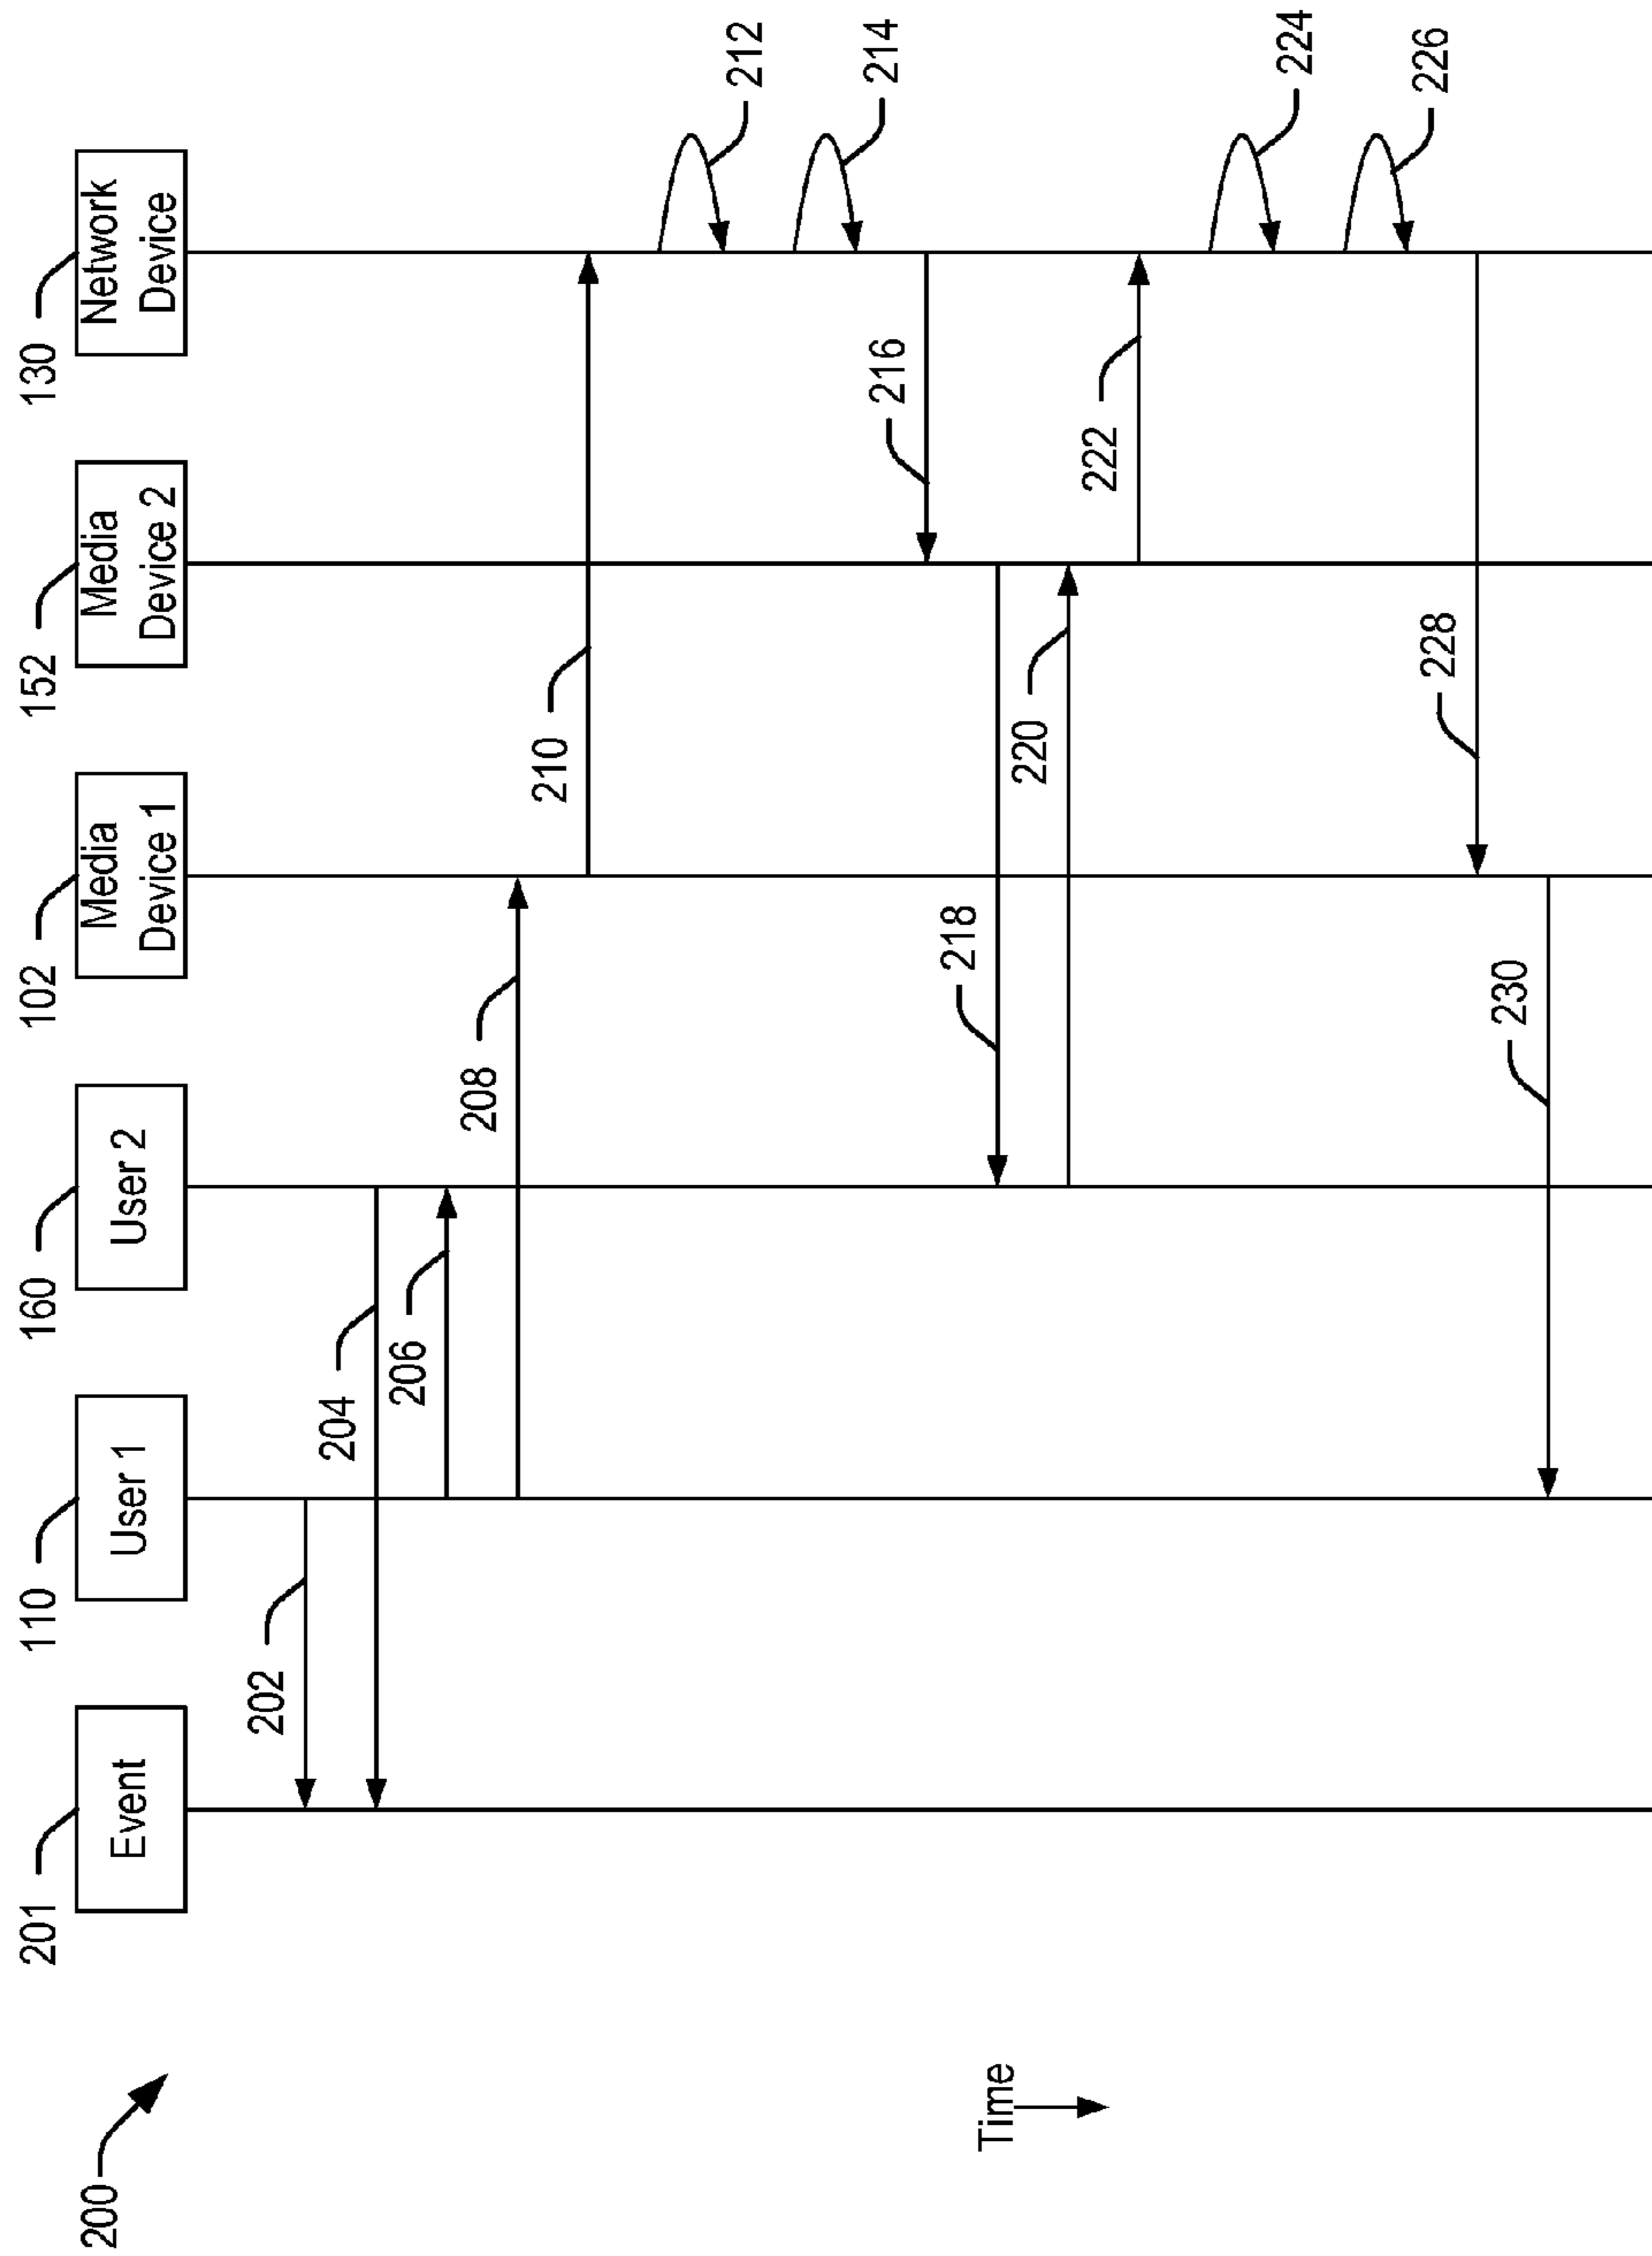 200
201
110
160
102
152
130
Event
User 1
User 2
Media
Device 1
Media
Device 2
Network
Device
202
204
206
208
210
212
214
216
218
220
222
224
226
228
230
Time